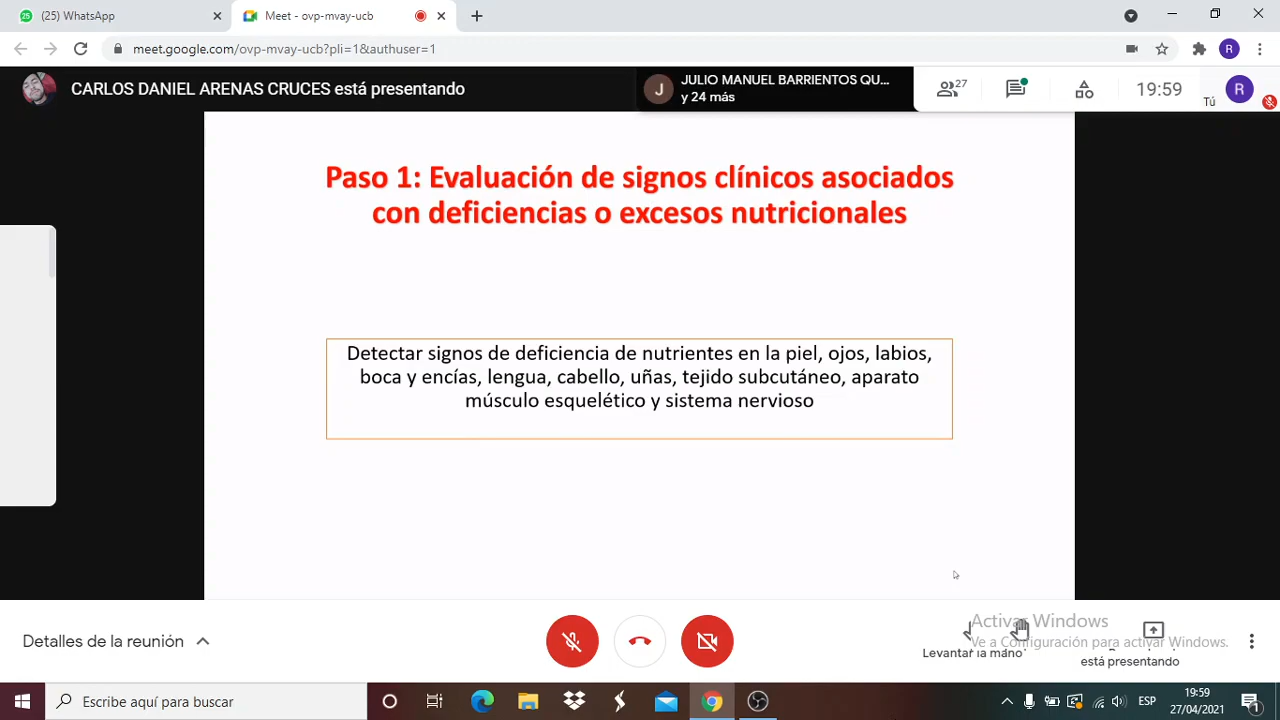 (25) WhatsApp
Meet - ovp-mvay-ucb
meet.google.com/ovp-mvay-ucb?pli=1&authuser=1
R
CARLOS DANIEL ARENAS CRUCES está presentando
J
JULIO MANUEL BARRIENTOS QU...
y 24 más
27
19:59
Tú
R
Paso 1: Evaluación de signos clínicos asociados
con deficiencias o excesos nutricionales
Detectar signos de deficiencia de nutrientes en la piel, ojos, labios,
boca y encías, lengua, cabello, uñas, tejido subcutáneo, aparato
músculo esquelético y sistema nervioso
Detalles de la reunión
Activar Windows
Ve a Configuración para activar Windows.
Levantar la mano
está presentando
Escribe aquí para buscar
ESP
19:59
27/04/2021
1